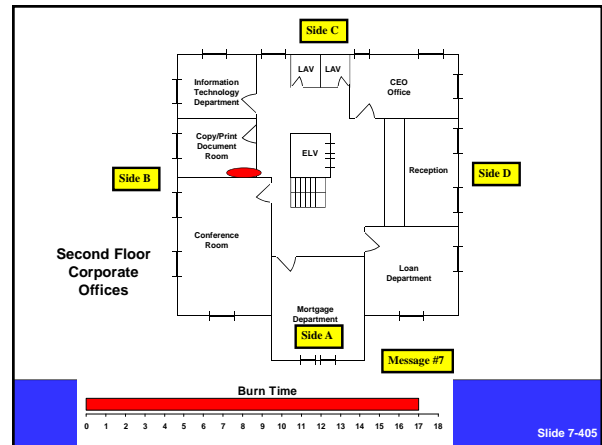 Side C
LAV LAV
Information
Technology
Department
CEO
Office
Copy/Print
Document
Room
ELV
Side B
Reception
Side D
Conference
Room
Second Floor
Corporate
Offices
Loan
Department
Mortgage
Department
Side A
Message #7
Burn Time
0 1 2 3 4 5 6 7 8 9 10 11 12 13 14 15 16 17 18
Slide 7-405